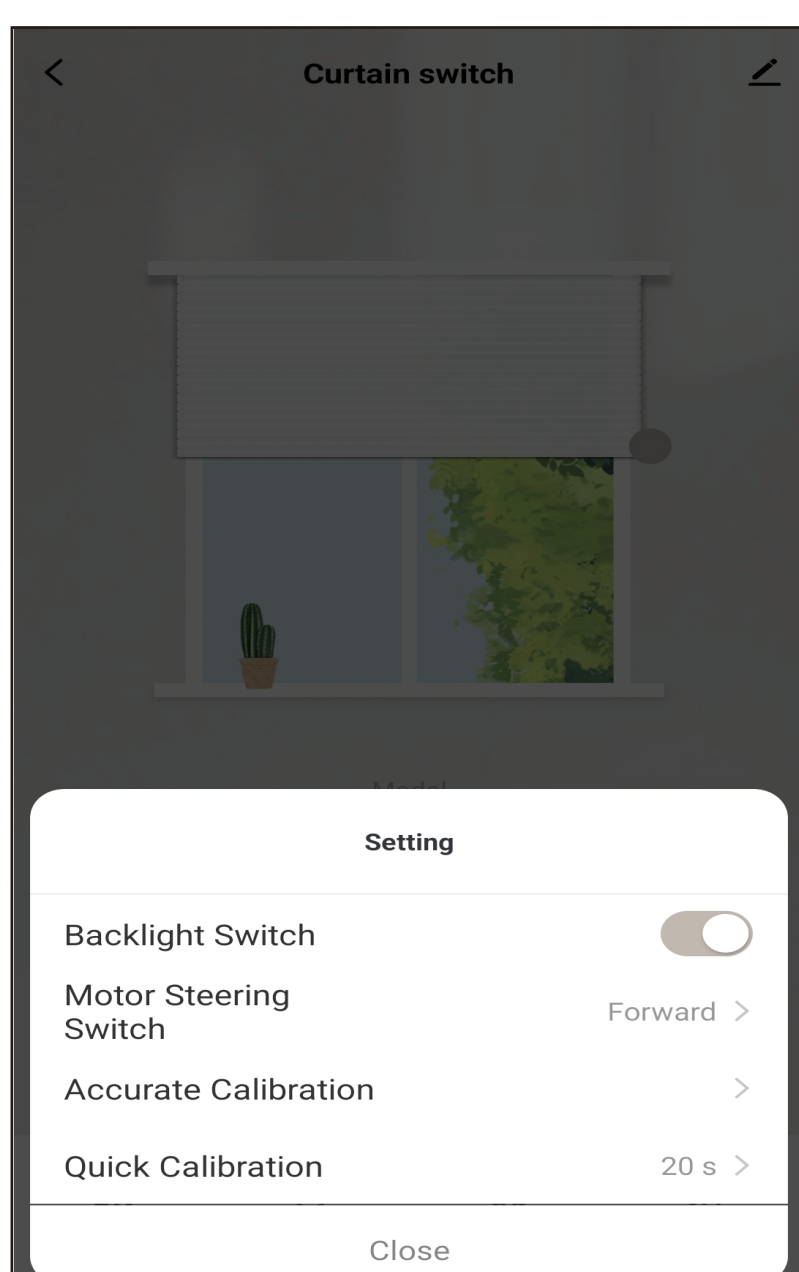 Curtain switch
Setting
Backlight Switch
Motor Steering
Switch
Forward
Accurate Calibration
Quick Calibration
20 s
Close